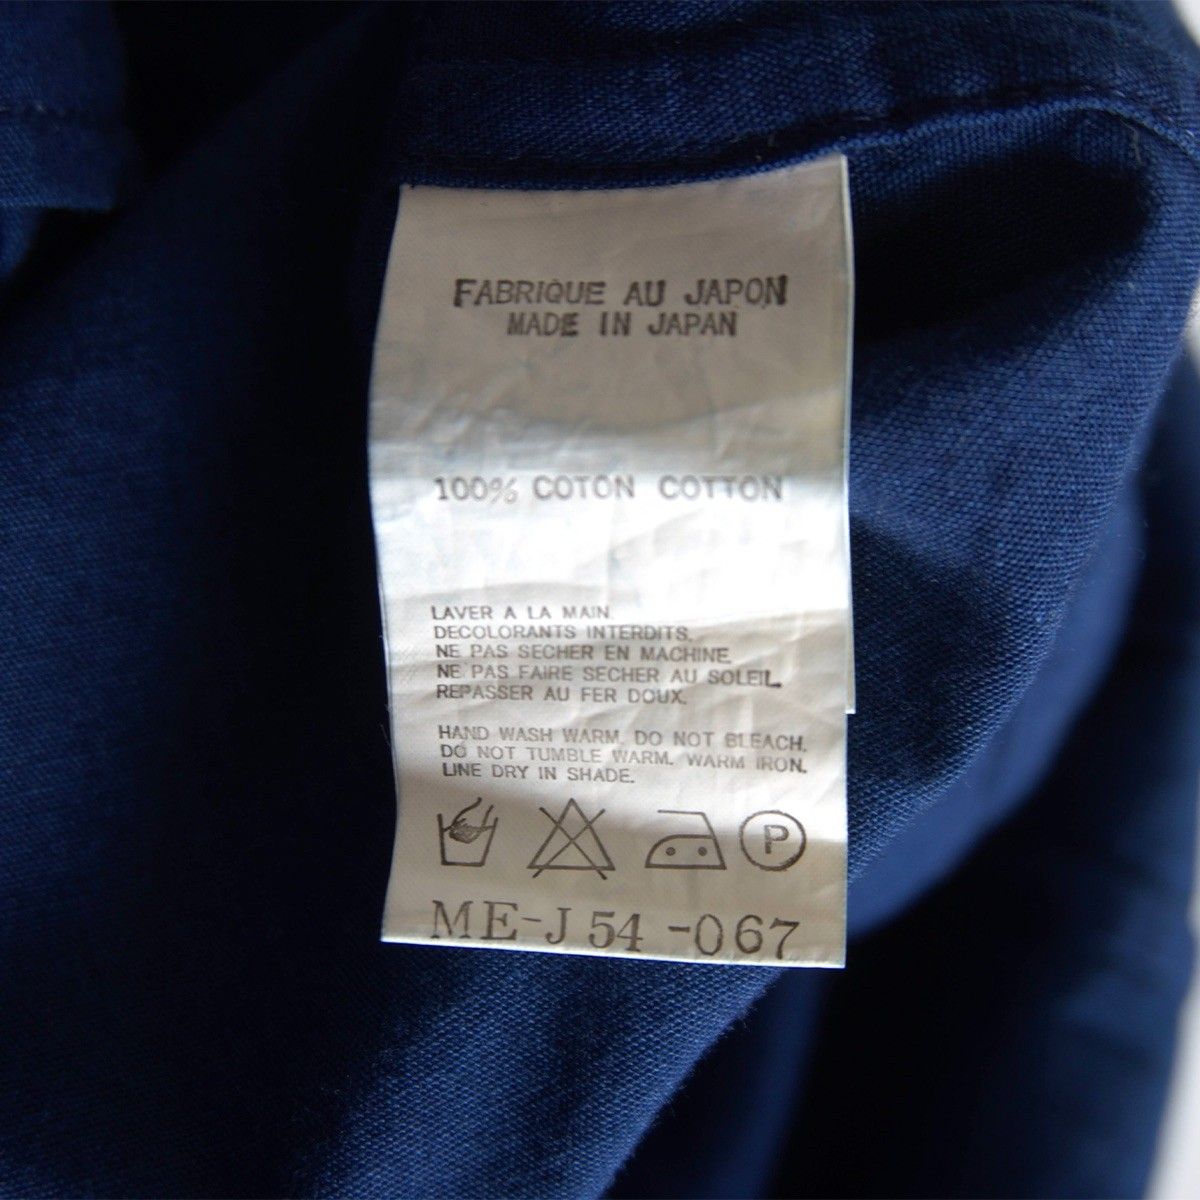 FABRIQUE AU JAPON
MADE IN JAPAN
100% COTON COTTON
LAVER A LA MAIN.
DECOLORANTS INTERDITS.
NE PAS SECHER EN MACHINE.
NE PAS FAIRE SECHER AU SOLEIL.
REPASSER AU FER DOUX.
HAND WASH WARM. DO NOT BLEACH.
DO NOT TUMBLE WARM. WARM IRON.
LINE DRY IN SHADE.
P
ME-J54-067